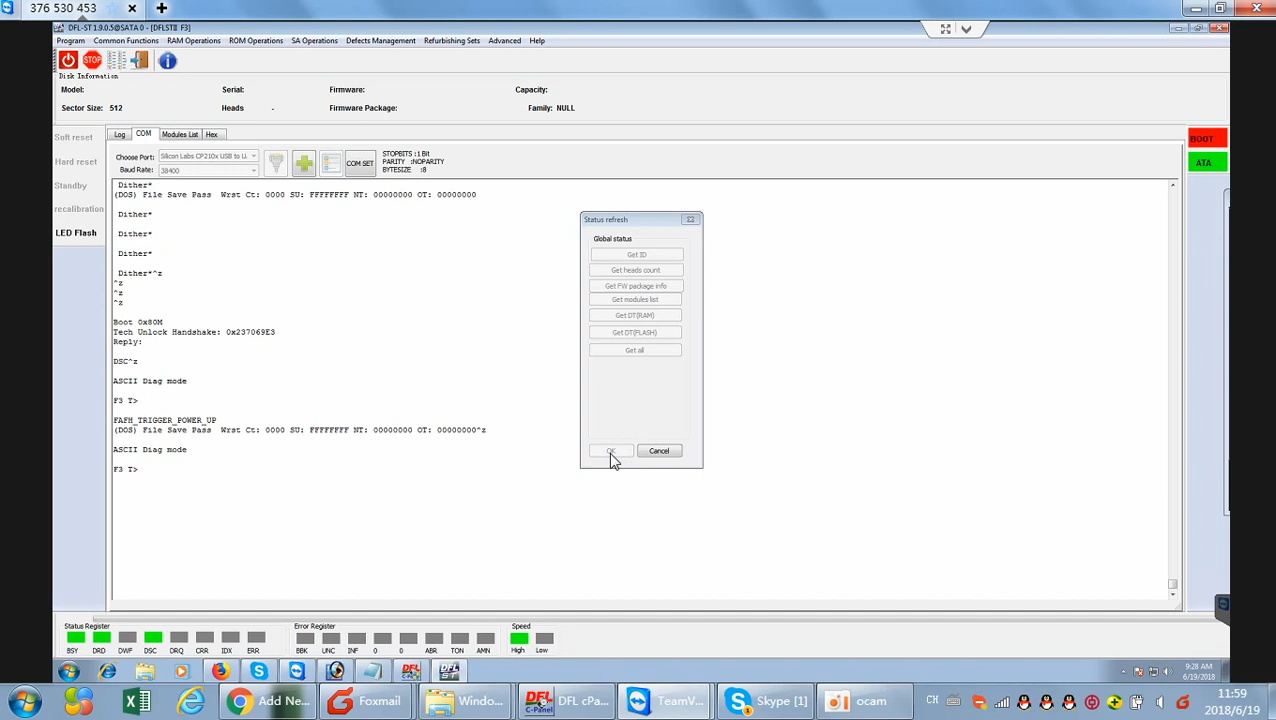 376 530 453
DFL-ST 1.9.0.5@SATA 0 - [DFLSTII F3]
Program Common Functions RAM Operations ROM Operations SA Operations Defects Management Refurbishing Sets Advanced Help
STOP
Disk Information
Model: Serial: Firmware: Capacity:
Sector Size: 512 Heads - Firmware Package: Family: NULL
Soft reset
Hard reset
Standby
recalibration
LED Flash
Log COM Modules List Hex
Choose Port: Silicon Labs CP210x USB to U
Baud Rate: 38400
COM SET
STOPBITS :1 Bit
PARITY :NOPARITY
BYTESIZE :8
BOOT
ATA
Dither*
(DOS) File Save Pass Wrst Ct: 0000 SU: FFFFFFFF NT: 00000000 OT: 00000000
Dither*
Dither*
Dither*
Dither*^z
^z
^z
^z
Boot 0x80M
Tech Unlock Handshake: 0x237069E3
Reply:
DSC^z
ASCII Diag mode
F3 T>
FAFH_TRIGGER_POWER_UP
(DOS) File Save Pass Wrst Ct: 0000 SU: FFFFFFFF NT: 00000000 OT: 00000000^z
ASCII Diag mode
F3 T>
Status refresh
Global status
Get ID
Get heads count
Get FW package info
Get modules list
Get DT(RAM)
Get DT(FLASH)
Get all
OK Cancel
Status Register Error Register Speed
BSY DRD DWF DSC DRQ CRR IDX ERR BBK UNC INF 0 0 ABR TON AMN High Low
9:28 AM
6/19/2018
Add Ne... Foxmail Windo... DFL cPa... TeamV... Skype [1] ocam
CH
11:59
2018/6/19